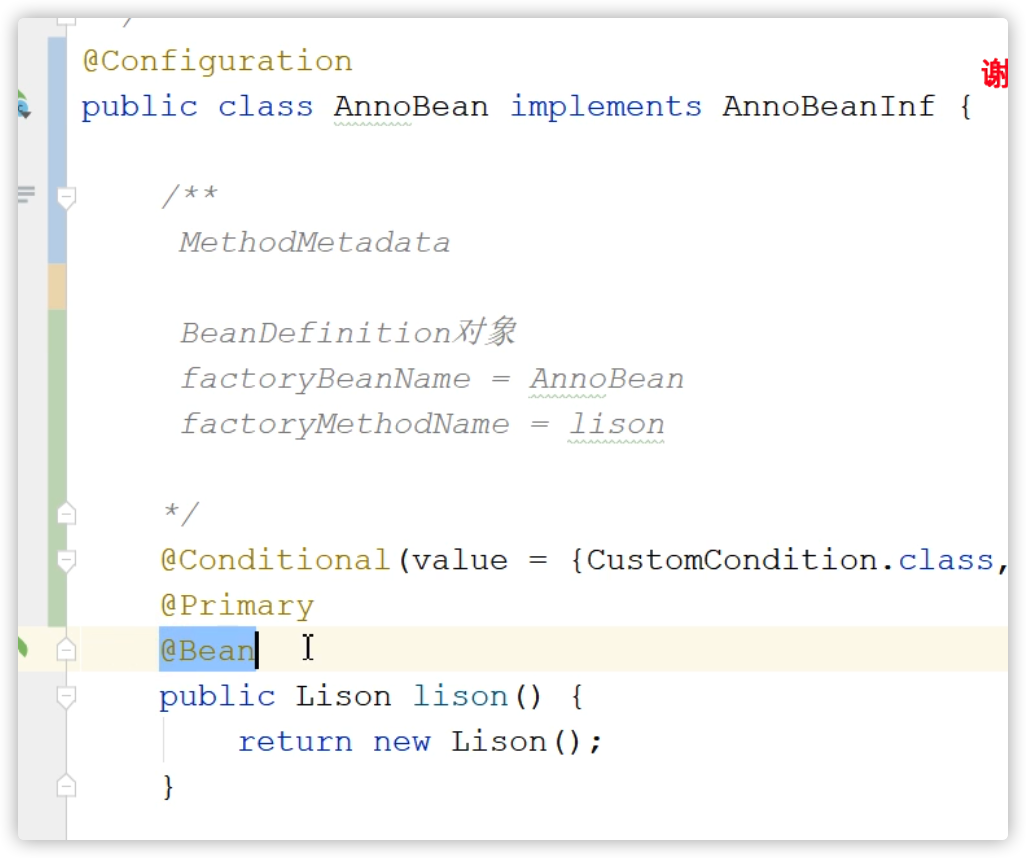 @Configuration
谢
public class AnnoBean implements AnnoBeanInf {
/**
MethodMetadata
BeanDefinition对象
factoryBeanName = AnnoBean
factoryMethodName = lison
*/
@Conditional(value = {CustomCondition.class,
@Primary
@Bean
public Lison lison() {
return new Lison();
}